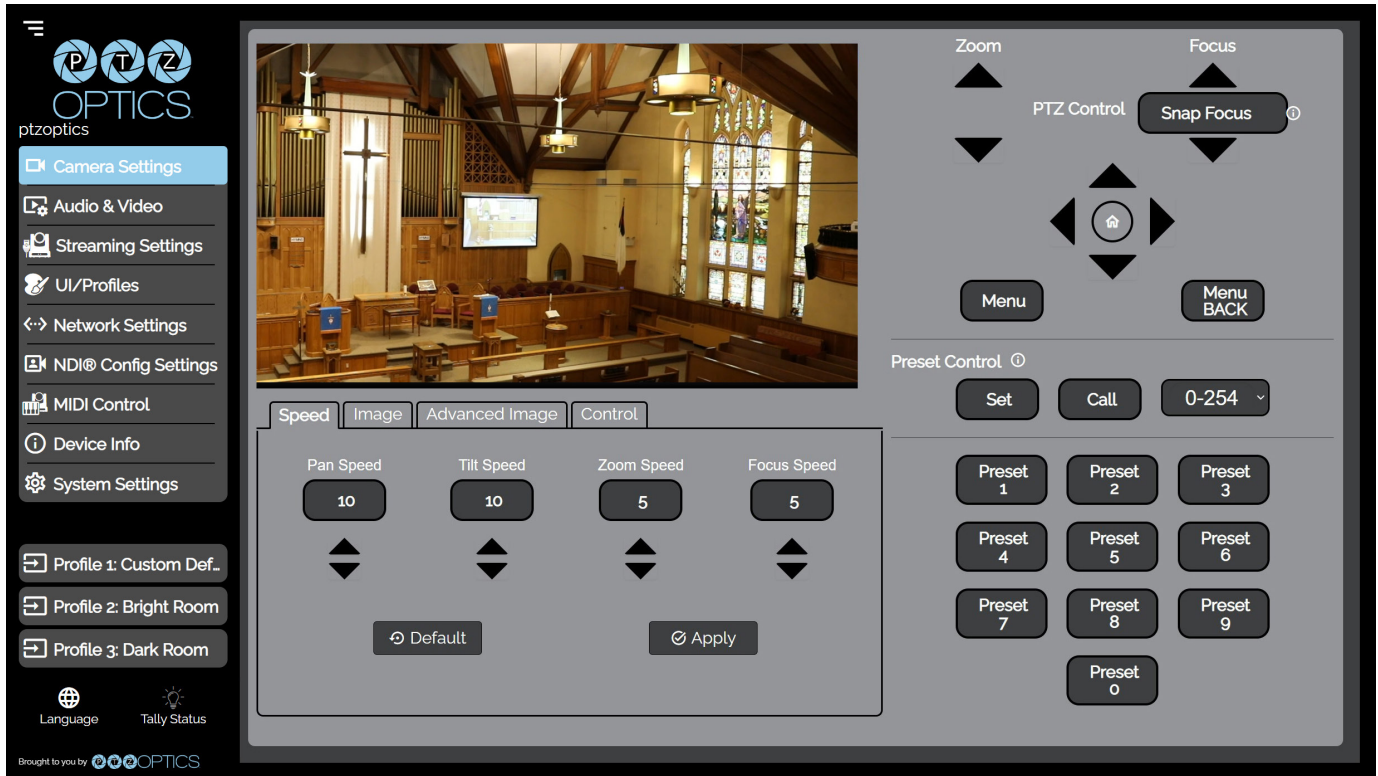 P T Z
OPTICS
ptzoptics
Camera Settings
Audio & Video
Streaming Settings
UI/Profiles
Network Settings
NDI® Config Settings
MIDI Control
Device Info
System Settings
Profile 1: Custom Def...
Profile 2: Bright Room
Profile 3: Dark Room
Language
Tally Status
Brought to you by PTZOPTICS
Speed
Image
Advanced Image
Control
Pan Speed
Tilt Speed
Zoom Speed
Focus Speed
10
10
5
5
Default
Apply
Zoom
Focus
PTZ Control
Snap Focus
Menu
Menu
BACK
Preset Control
Set
Call
0-254
Preset
1
Preset
2
Preset
3
Preset
4
Preset
5
Preset
6
Preset
7
Preset
8
Preset
9
Preset
0